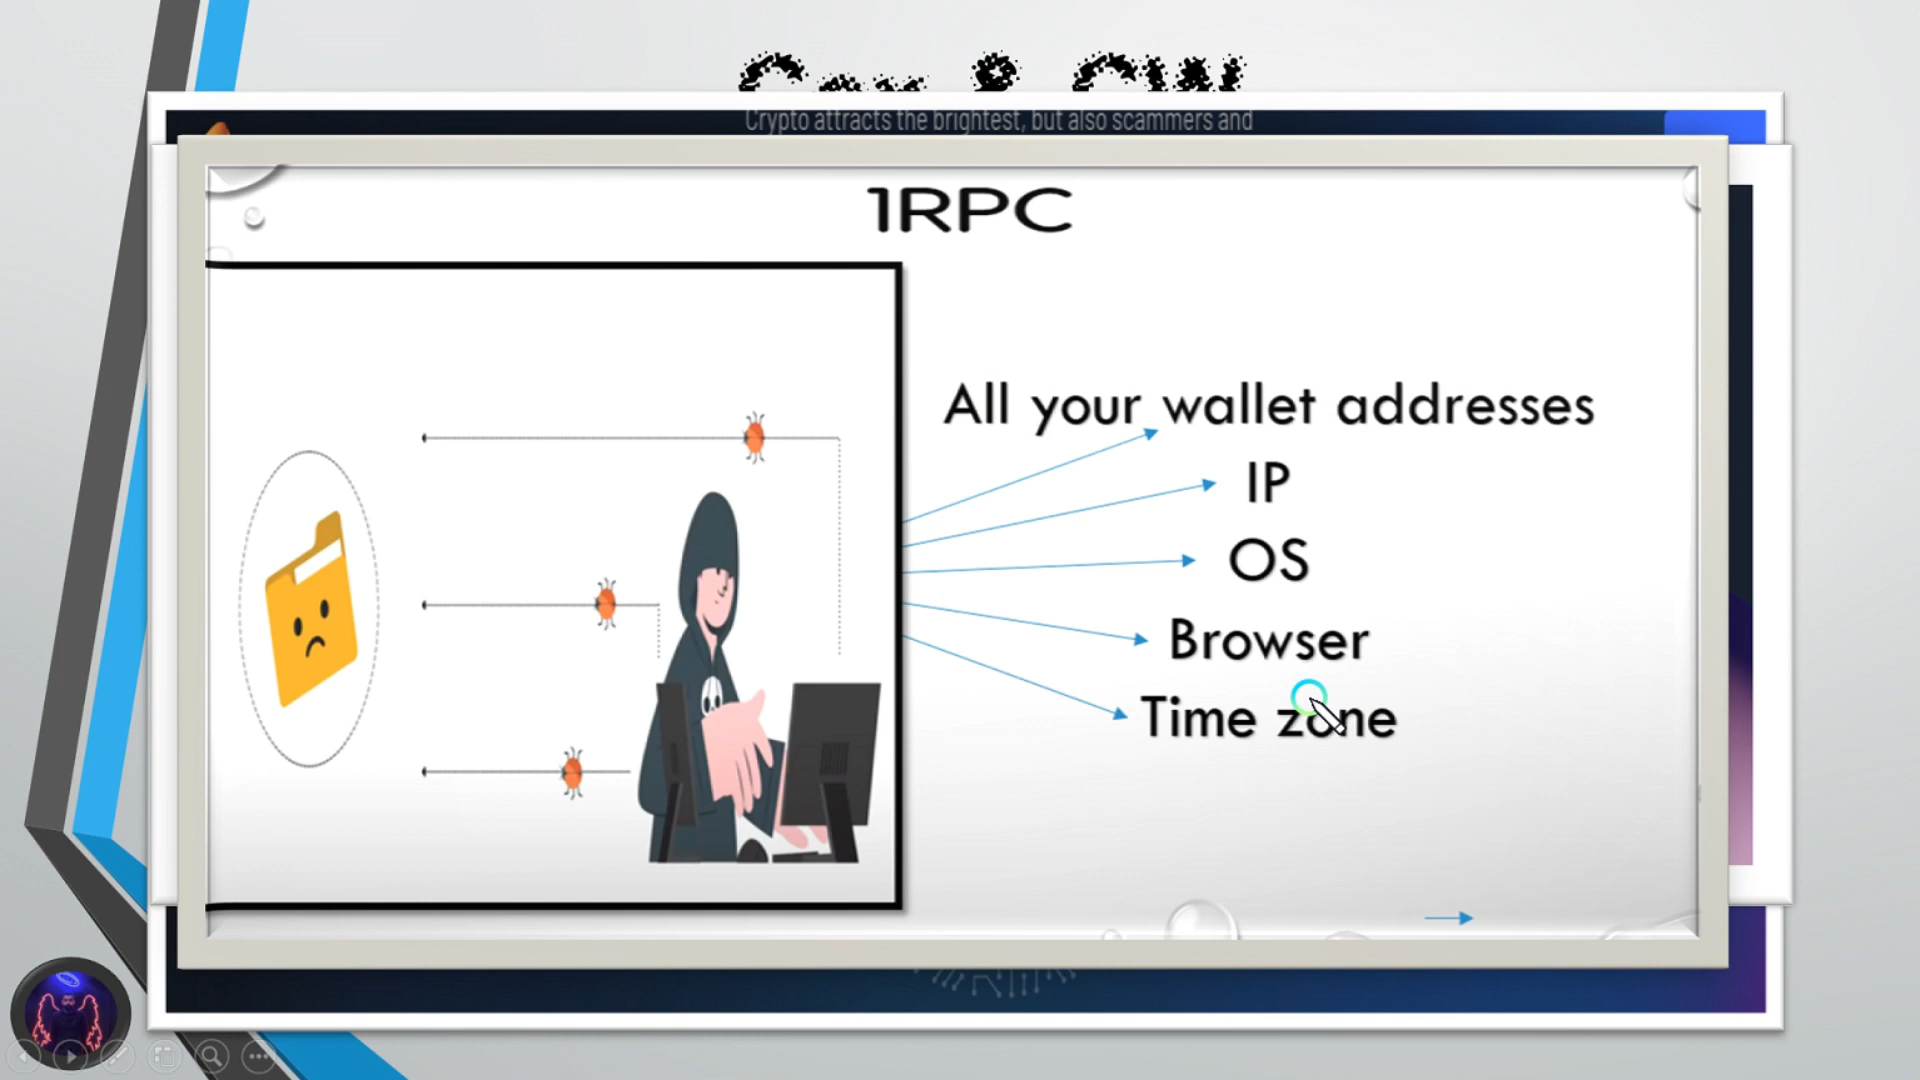 Crypto attracts the brightest, but also scammers and
1RPC
All your wallet addresses
IP
OS
Browser
Time zone